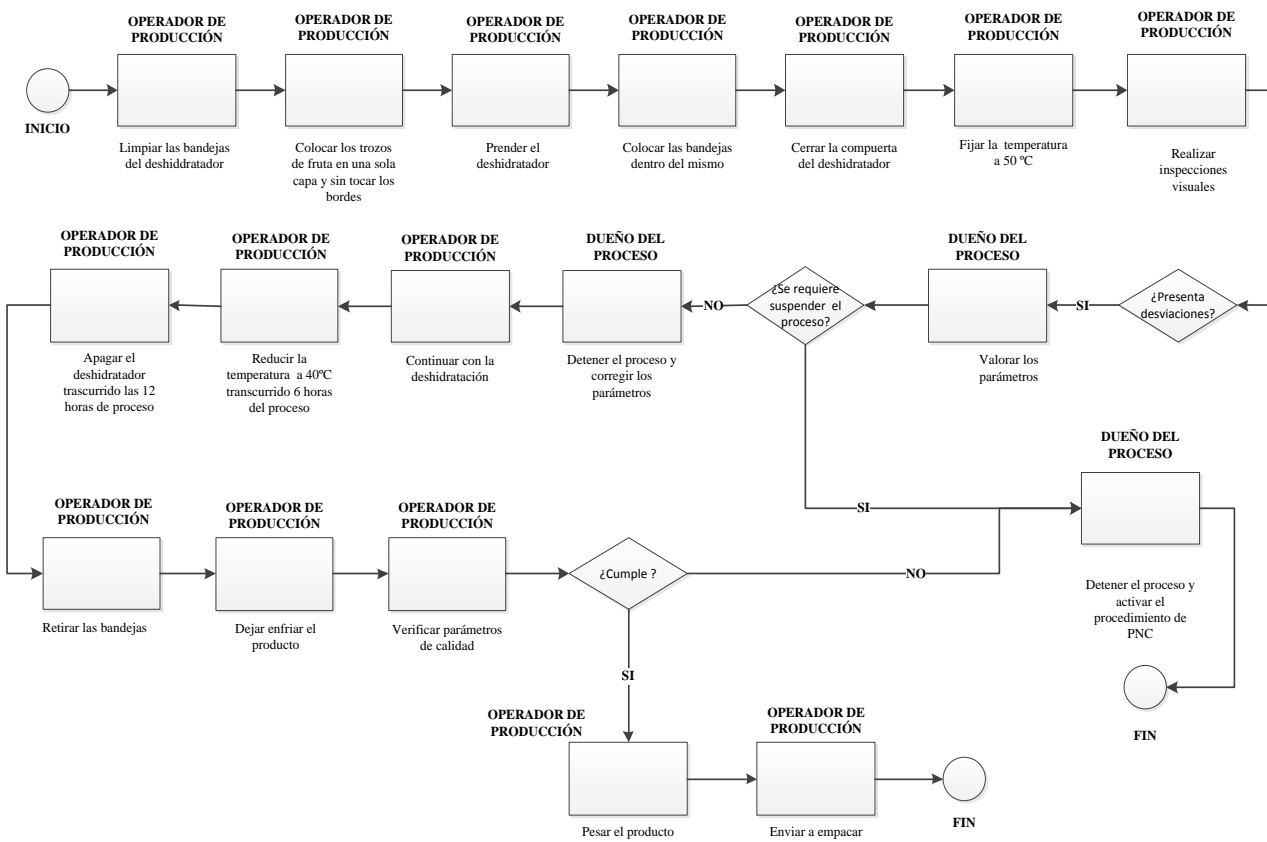 OPERADOR DE
PRODUCCIÓN
OPERADOR DE
PRODUCCIÓN
OPERADOR DE
PRODUCCIÓN
OPERADOR DE
PRODUCCIÓN
OPERADOR DE
PRODUCCIÓN
OPERADOR DE
PRODUCCIÓN
OPERADOR DE
PRODUCCIÓN
INICIO
Limpiar las bandejas
del deshiddratador
Colocar los trozos
de fruta en una sola
capa y sin tocar los
bordes
Prender el
deshidratador
Colocar las bandejas
dentro del mismo
Cerrar la compuerta
del deshidratador
Fijar la temperatura
a 50 ºC
Realizar
inspecciones
visuales
OPERADOR DE
PRODUCCIÓN
OPERADOR DE
PRODUCCIÓN
OPERADOR DE
PRODUCCIÓN
DUEÑO DEL
PROCESO
DUEÑO DEL
PROCESO
¿Se requiere
suspender el
proceso?
¿Presenta
desviaciones?
NO
SI
Apagar el
deshidratador
trascurrido las 12
horas de proceso
Reducir la
temperatura a 40ºC
transcurrido 6 horas
del proceso
Continuar con la
deshidratación
Detener el proceso y
corregir los
parámetros
Valorar los
parámetros
DUEÑO DEL
PROCESO
OPERADOR DE
PRODUCCIÓN
OPERADOR DE
PRODUCCIÓN
OPERADOR DE
PRODUCCIÓN
SI
¿Cumple ?
NO
Retirar las bandejas
Dejar enfriar el
producto
Verificar parámetros
de calidad
Detener el proceso y
activar el
procedimiento de
PNC
SI
OPERADOR DE
PRODUCCIÓN
OPERADOR DE
PRODUCCIÓN
FIN
Pesar el producto
Enviar a empacar
FIN